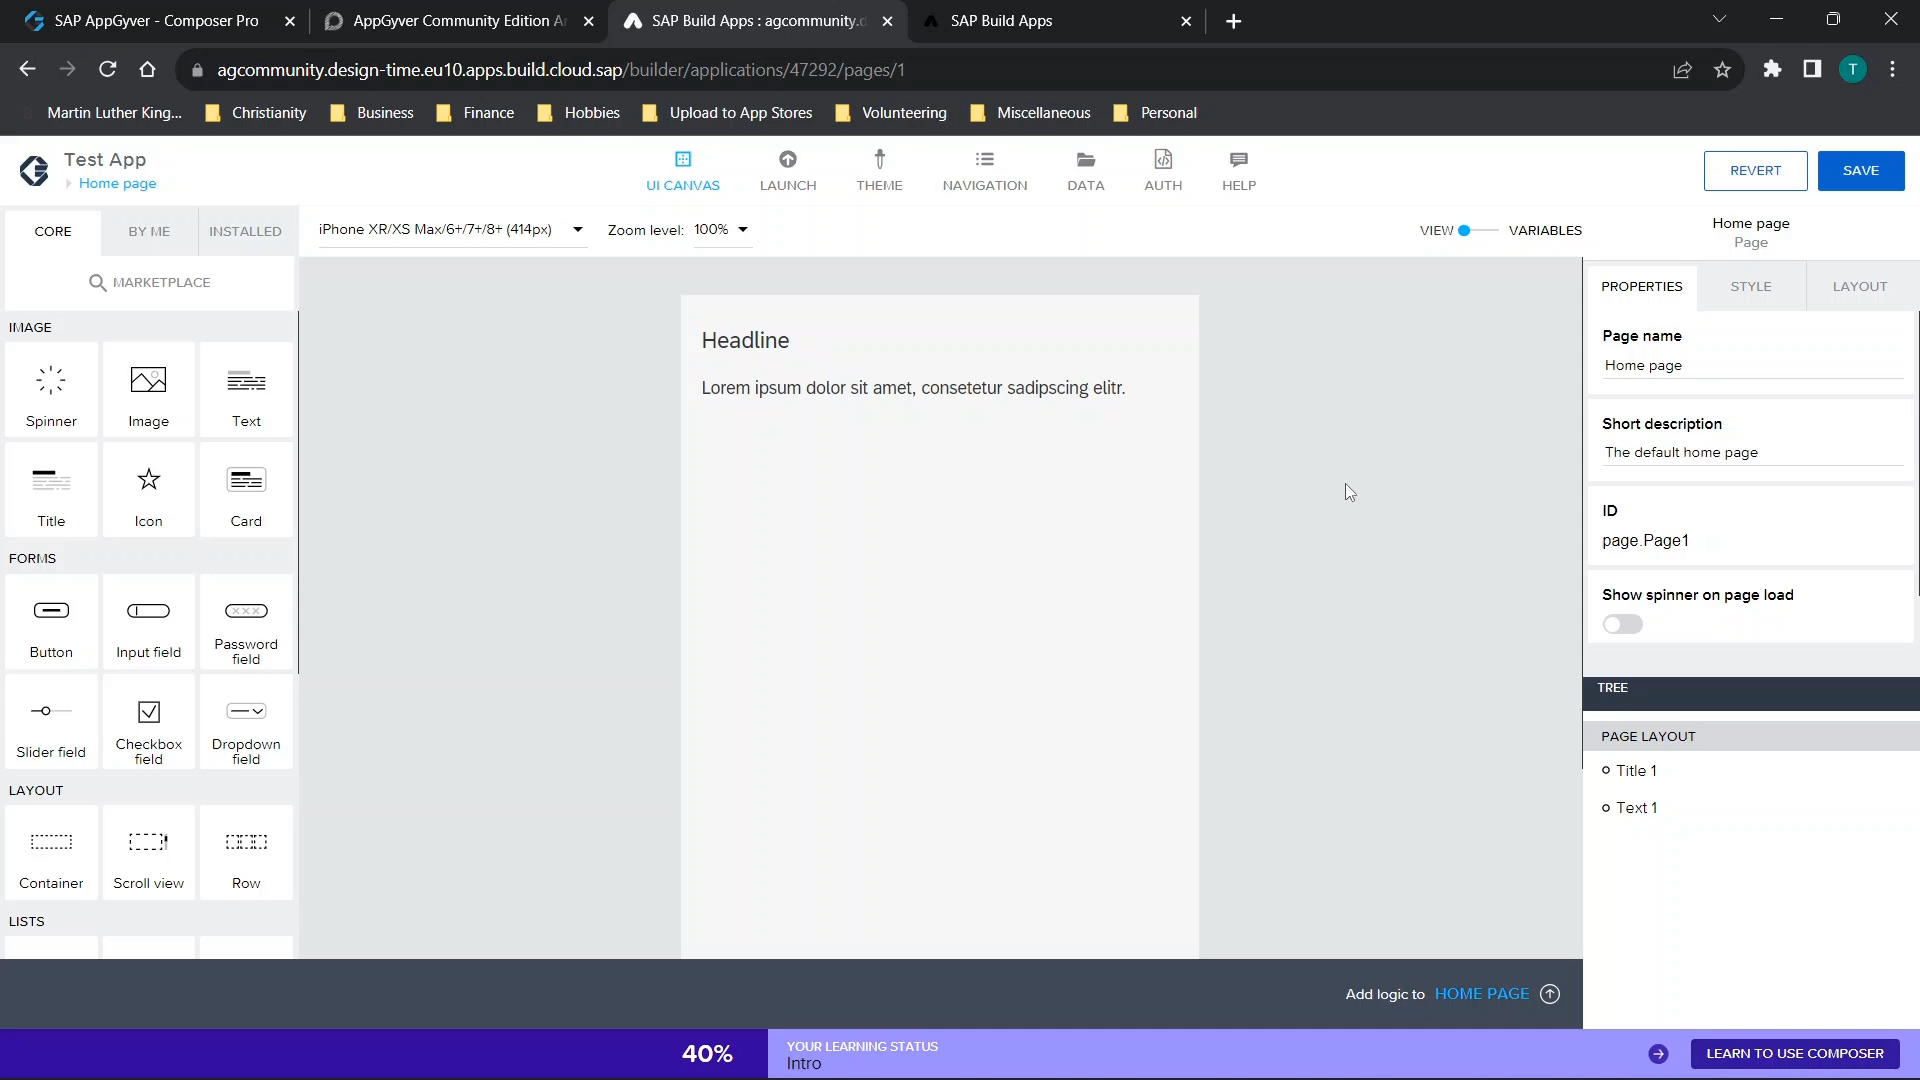 SAP AppGyver - Composer Pro
AppGyver Community Edition A
SAP Build Apps : agcommunity.d
SAP Build Apps
agcommunity.design-time.eu10.apps.build.cloud.sap/builder/applications/47292/pages/1
T
Martin Luther King...
Christianity
Business
Finance
Hobbies
Upload to App Stores
Volunteering
Miscellaneous
Personal
Test App
Home page
UI CANVAS
LAUNCH
THEME
NAVIGATION
DATA
AUTH
HELP
REVERT
SAVE
CORE
BY ME
INSTALLED
MARKETPLACE
iPhone XR/XS Max/6+/7+/8+ (414px)
Zoom level: 100%
VIEW
VARIABLES
Home page
Page
IMAGE
Spinner
Image
Text
Title
Icon
Card
FORMS
Button
Input field
Password
field
Slider field
Checkbox
field
Dropdown
field
LAYOUT
Container
Scroll view
Row
LISTS
Headline
Lorem ipsum dolor sit amet, consetetur sadipscing elitr.
PROPERTIES
STYLE
LAYOUT
Page name
Home page
Short description
The default home page
ID
page.Page1
Show spinner on page load
TREE
PAGE LAYOUT
Title 1
Text 1
Add logic to HOME PAGE
40%
YOUR LEARNING STATUS
Intro
LEARN TO USE COMPOSER